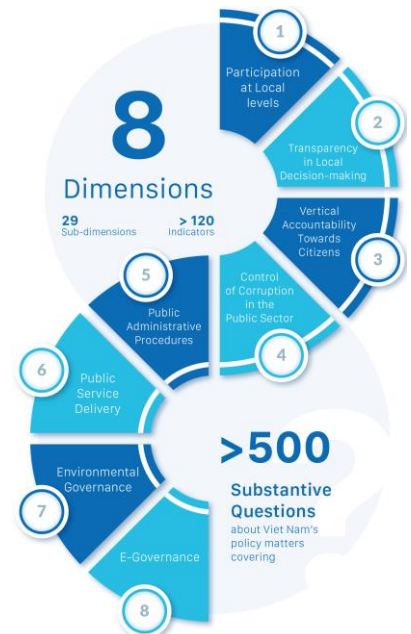 8
Dimensions
29
Sub-dimensions
> 120
Indicators
1
Participation
at Local
levels
2
Transparency
in Local
Decision-making
3
Vertical
Accountability
Towards
Citizens
4
Control
of Corruption
in the
Public Sector
5
Public
Administrative
Procedures
6
Public
Service
Delivery
7
Environmental
Governance
8
E-Governance
>500
Substantive
Questions
about Viet Nam's
policy matters
covering